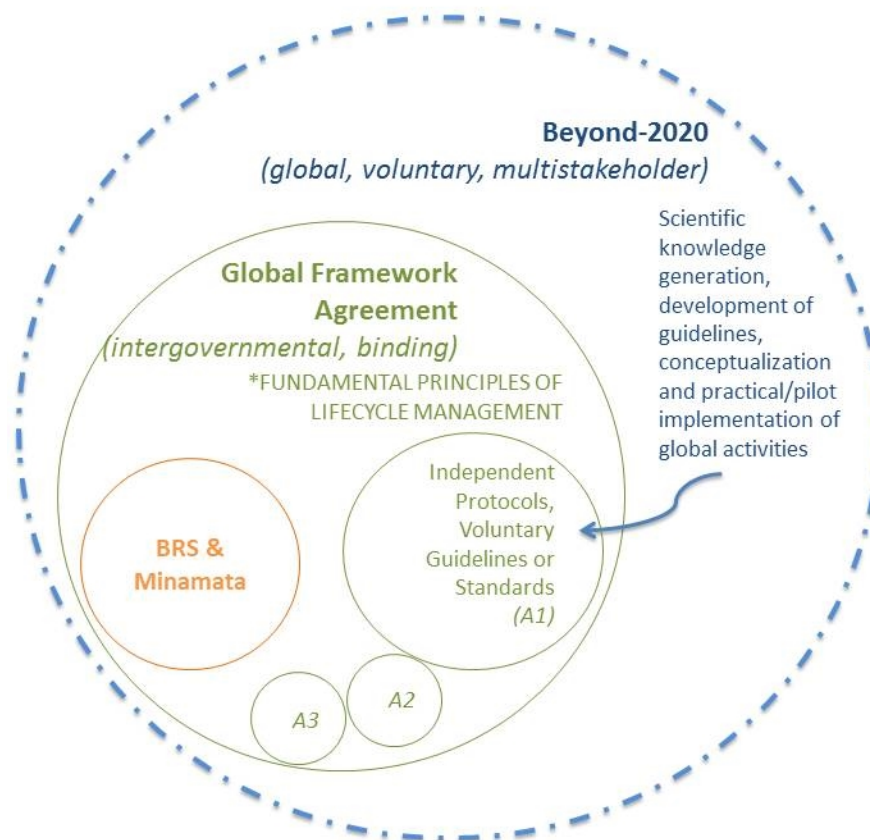 Beyond-2020
(global, voluntary, multistakeholder)
Scientific
knowledge
generation,
development of
guidelines,
conceptualization
and practical/pilot
implementation of
global activities
Global Framework
Agreement
(intergovernmental, binding)
*FUNDAMENTAL PRINCIPLES OF
LIFECYCLE MANAGEMENT
Independent
Protocols,
Voluntary
Guidelines or
Standards
(A1)
BRS &
Minamata
A2
A3